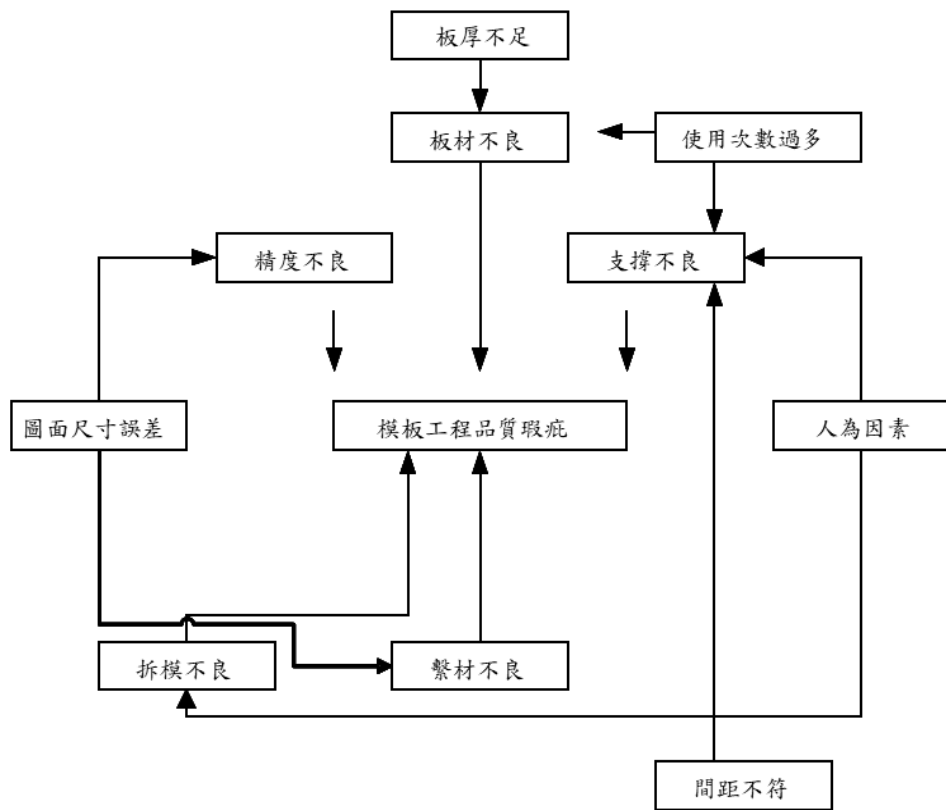 板厚不足
板材不良
使用次數過多
精度不良
支撐不良
圖面尺寸誤差
模板工程品質瑕疵
人為因素
拆模不良
繫材不良
間距不符